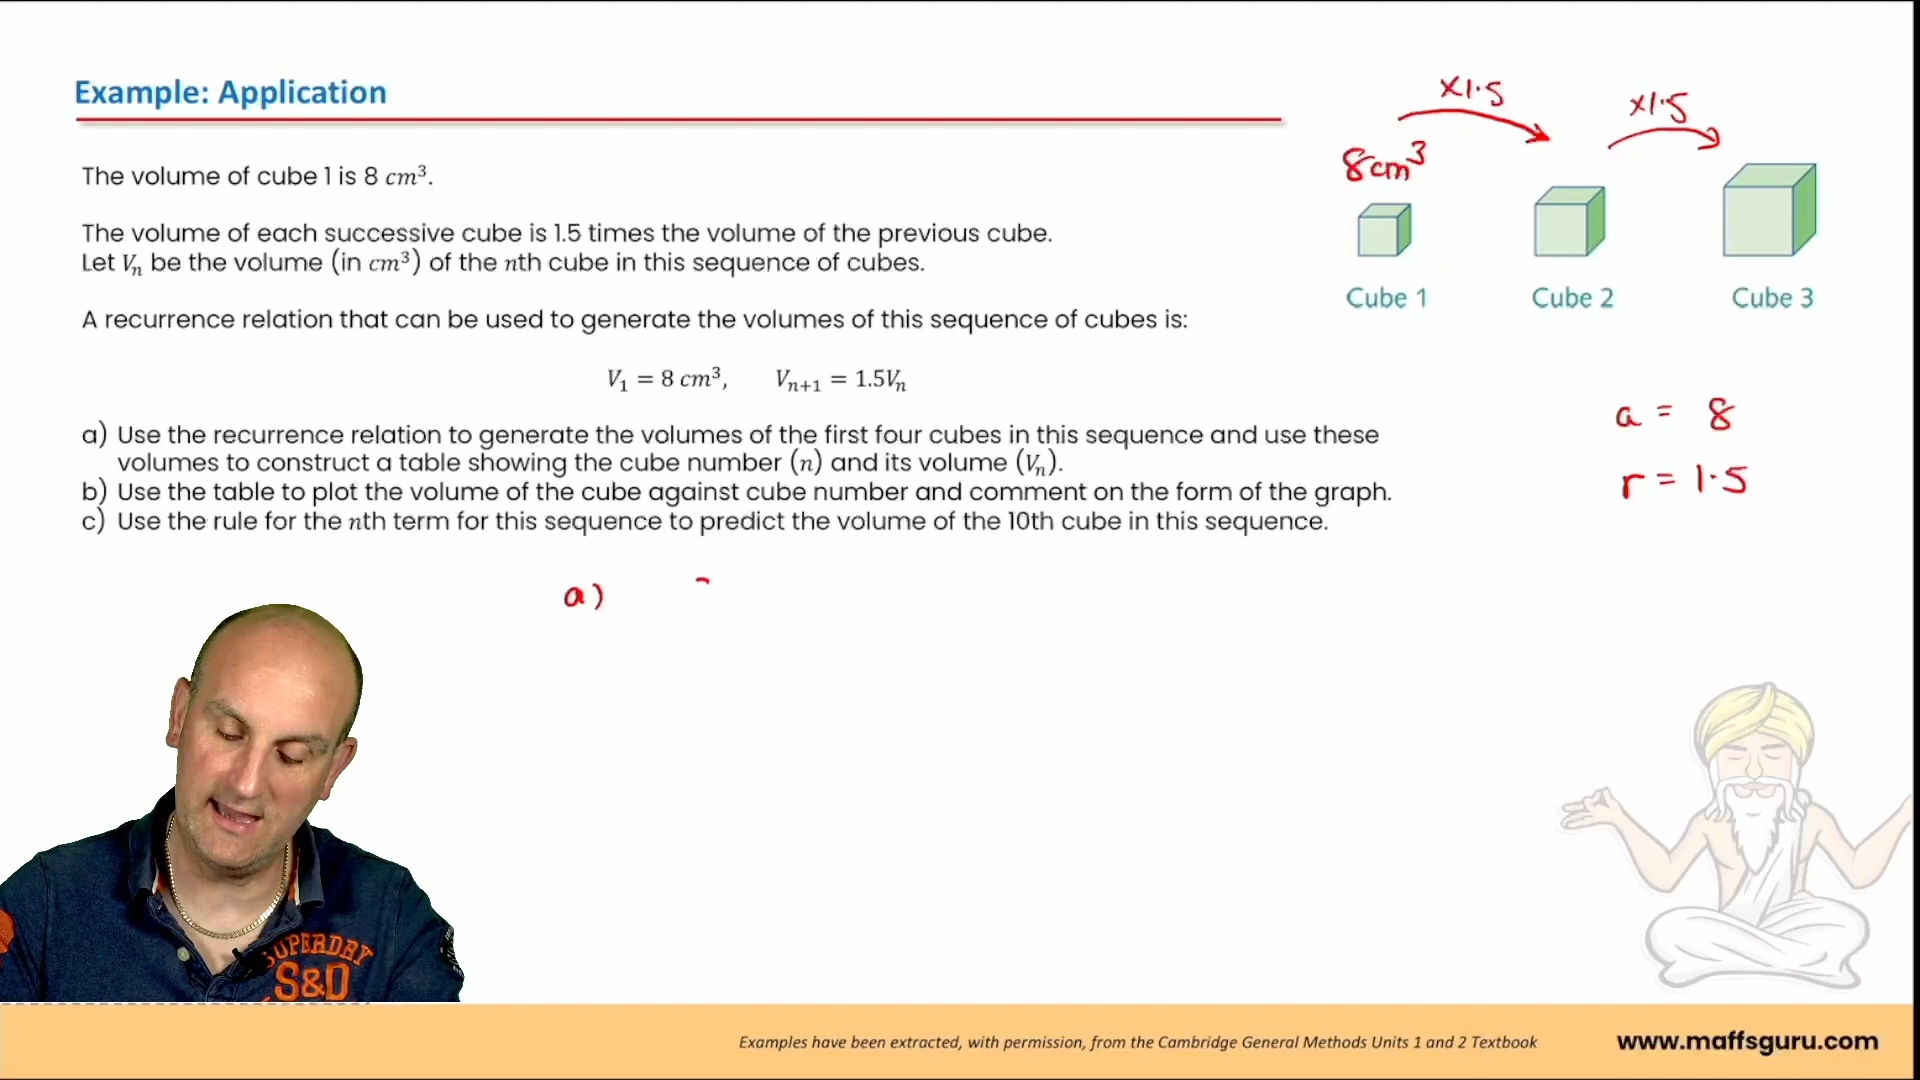 Example: Application
×1.5
×1.5
8cm³
The volume of cube 1 is 8 cm³.
The volume of each successive cube is 1.5 times the volume of the previous cube.
Let Vₙ be the volume (in cm³) of the nth cube in this sequence of cubes.
Cube 1
Cube 2
Cube 3
A recurrence relation that can be used to generate the volumes of this sequence of cubes is:
V₁ = 8 cm³, Vₙ₊₁ = 1.5Vₙ
a = 8
r = 1.5
a) Use the recurrence relation to generate the volumes of the first four cubes in this sequence and use these
volumes to construct a table showing the cube number (n) and its volume (Vₙ).
b) Use the table to plot the volume of the cube against cube number and comment on the form of the graph.
c) Use the rule for the nth term for this sequence to predict the volume of the 10th cube in this sequence.
a)
SUPERDRY
S&D
Examples have been extracted, with permission, from the Cambridge General Methods Units 1 and 2 Textbook
www.maffsguru.com